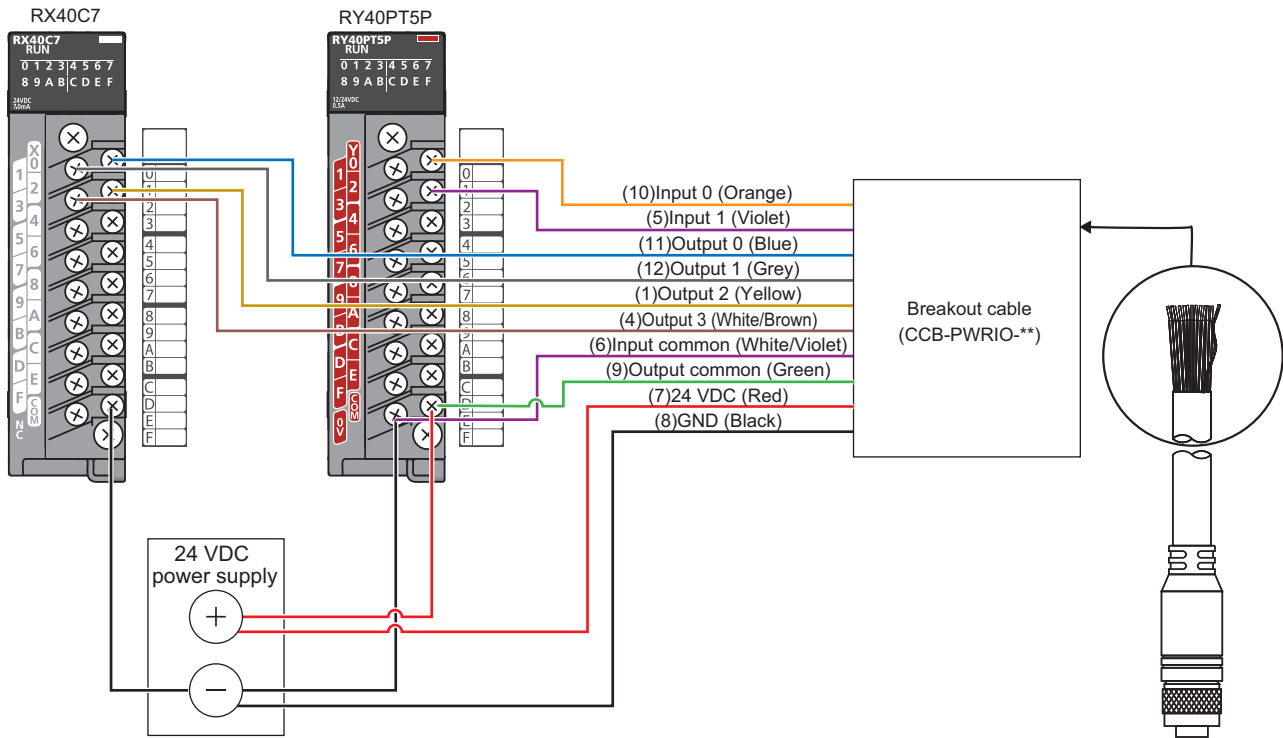 RX40C7
RX40C7
RUN
0 1 2 3 4 5 6 7
8 9 A B C D E F
24VDC
7.0mA
X0
1
2
3
4
5
6
7
8
9
A
B
C
D
E
F
COM
NC
0
1
2
3
4
5
6
7
8
9
A
B
C
D
E
F
RY40PT5P
RY40PT5P
RUN
0 1 2 3 4 5 6 7
8 9 A B C D E F
12/24VDC
0.5A
Y0
1
2
3
4
5
6
7
8
9
A
B
C
D
E
F
COM
0V
0
1
2
3
4
5
6
7
8
9
A
B
C
D
E
F
(10)Input 0 (Orange)
(5)Input 1 (Violet)
(11)Output 0 (Blue)
(12)Output 1 (Grey)
(1)Output 2 (Yellow)
(4)Output 3 (White/Brown)
(6)Input common (White/Violet)
(9)Output common (Green)
(7)24 VDC (Red)
(8)GND (Black)
Breakout cable
(CCB-PWRIO-**)
24 VDC
power supply
+
−